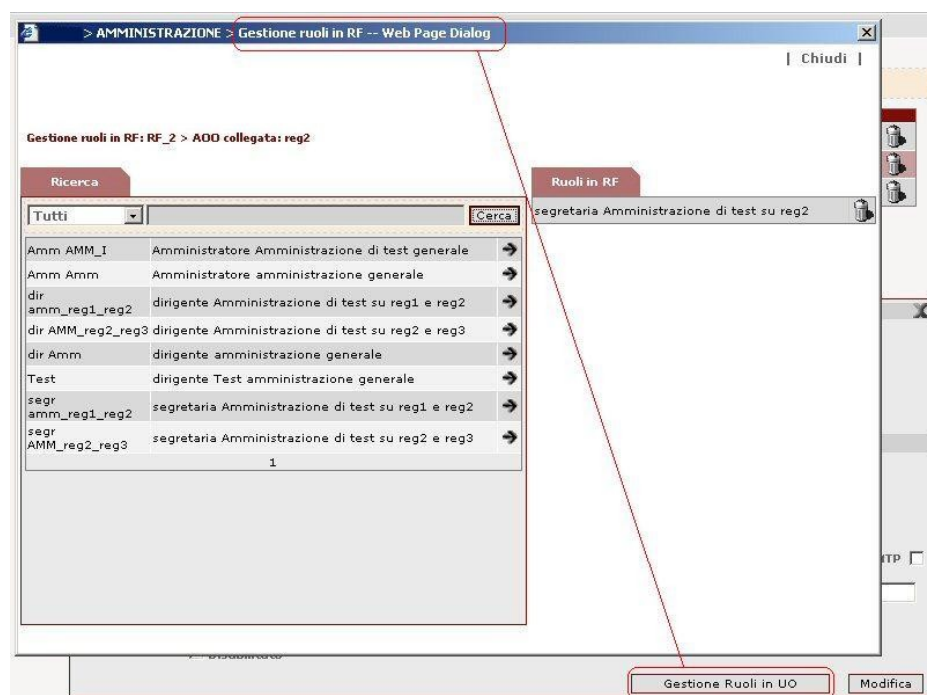 > AMMINISTRAZIONE > Gestione ruoli in RF -- Web Page Dialog
| Chiudi |
Gestione ruoli in RF: RF_2 > AOO collegata: reg2
Ricerca
Ruoli in RF
Tutti
Cerca
segretaria Amministrazione di test su reg2
Amm AMM_I Amministratore Amministrazione di test generale
Amm Amm Amministratore amministrazione generale
dir
amm_reg1_reg2 dirigente Amministrazione di test su reg1 e reg2
dir AMM_reg2_reg3 dirigente Amministrazione di test su reg2 e reg3
dir Amm dirigente amministrazione generale
Test dirigente Test amministrazione generale
segr
amm_reg1_reg2 segretaria Amministrazione di test su reg1 e reg2
segr
AMM_reg2_reg3 segretaria Amministrazione di test su reg2 e reg3
1
Gestione Ruoli in UO
Modifica